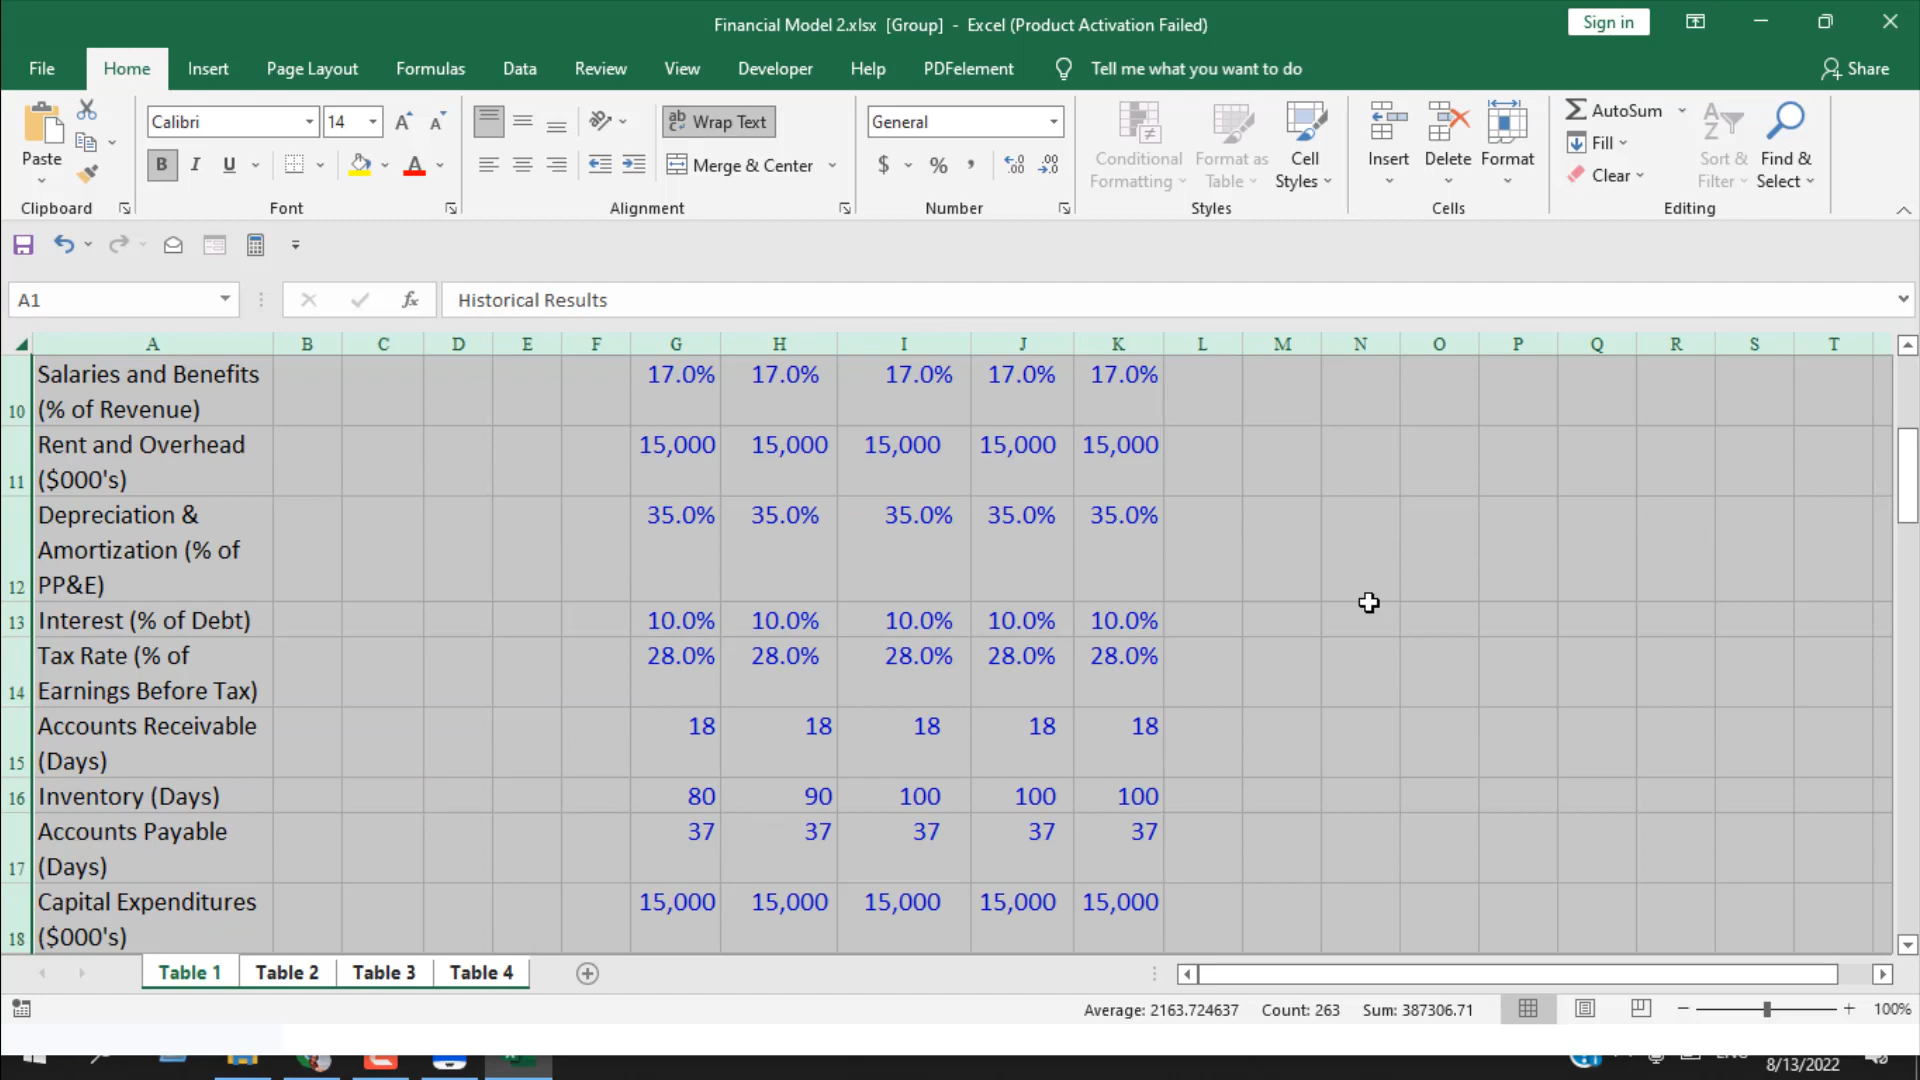 Financial Model 2.xlsx [Group] - Excel (Product Activation Failed)
Sign in
File Home Insert Page Layout Formulas Data Review View Developer Help PDFelement Tell me what you want to do Share
Paste
Clipboard
Calibri 14
B I U
Font
Wrap Text
Merge & Center
Alignment
General
$ % ,
Number
Conditional Formatting
Format as Table
Cell Styles
Styles
Insert Delete Format
Cells
AutoSum
Fill
Clear
Sort & Filter
Find & Select
Editing
A1 fx Historical Results
A B C D E F G H I J K L M N O P Q R S T
Salaries and Benefits 17.0% 17.0% 17.0% 17.0% 17.0%
10 (% of Revenue)
Rent and Overhead 15,000 15,000 15,000 15,000 15,000
11 ($000's)
Depreciation & 35.0% 35.0% 35.0% 35.0% 35.0%
Amortization (% of
12 PP&E)
13 Interest (% of Debt) 10.0% 10.0% 10.0% 10.0% 10.0%
Tax Rate (% of 28.0% 28.0% 28.0% 28.0% 28.0%
14 Earnings Before Tax)
Accounts Receivable 18 18 18 18 18
15 (Days)
16 Inventory (Days) 80 90 100 100 100
Accounts Payable 37 37 37 37 37
17 (Days)
Capital Expenditures 15,000 15,000 15,000 15,000 15,000
18 ($000's)
Table 1 Table 2 Table 3 Table 4
Average: 2163.724637 Count: 263 Sum: 387306.71 100%
8/13/2022